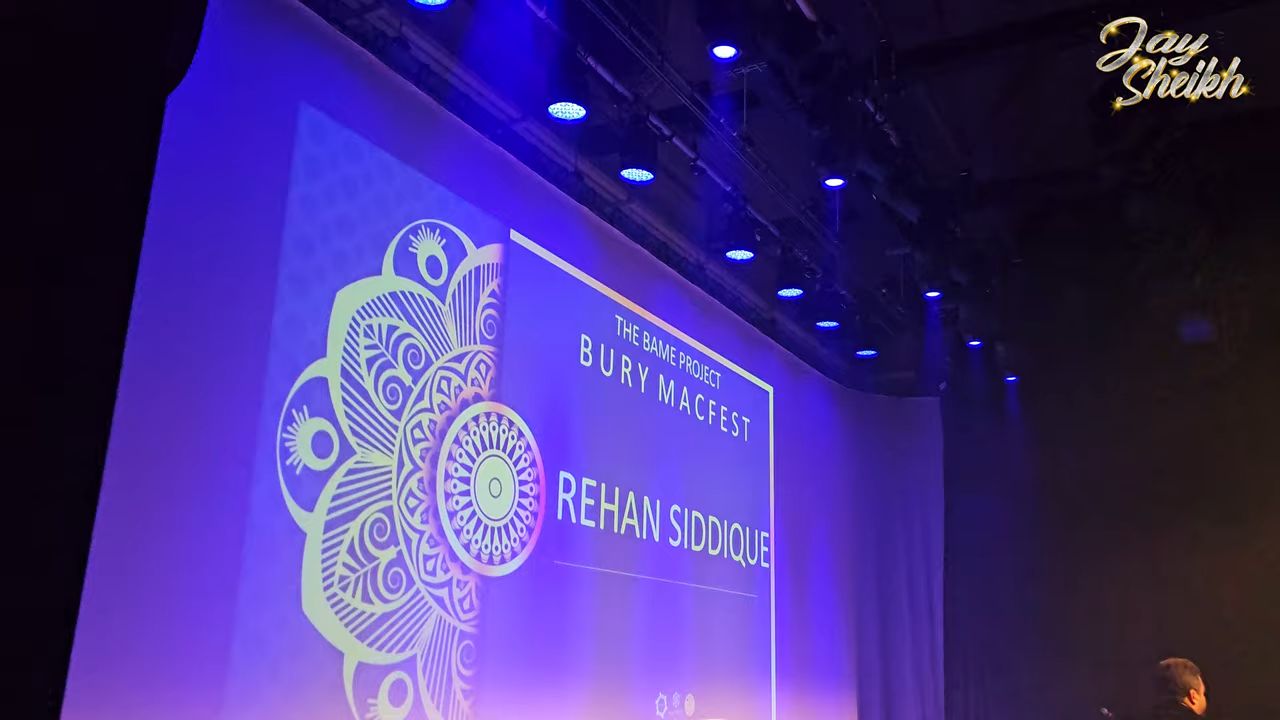 Jay
Sheikh
THE BAME PROJECT
BURY MACFEST
REHAN SIDDIQUE